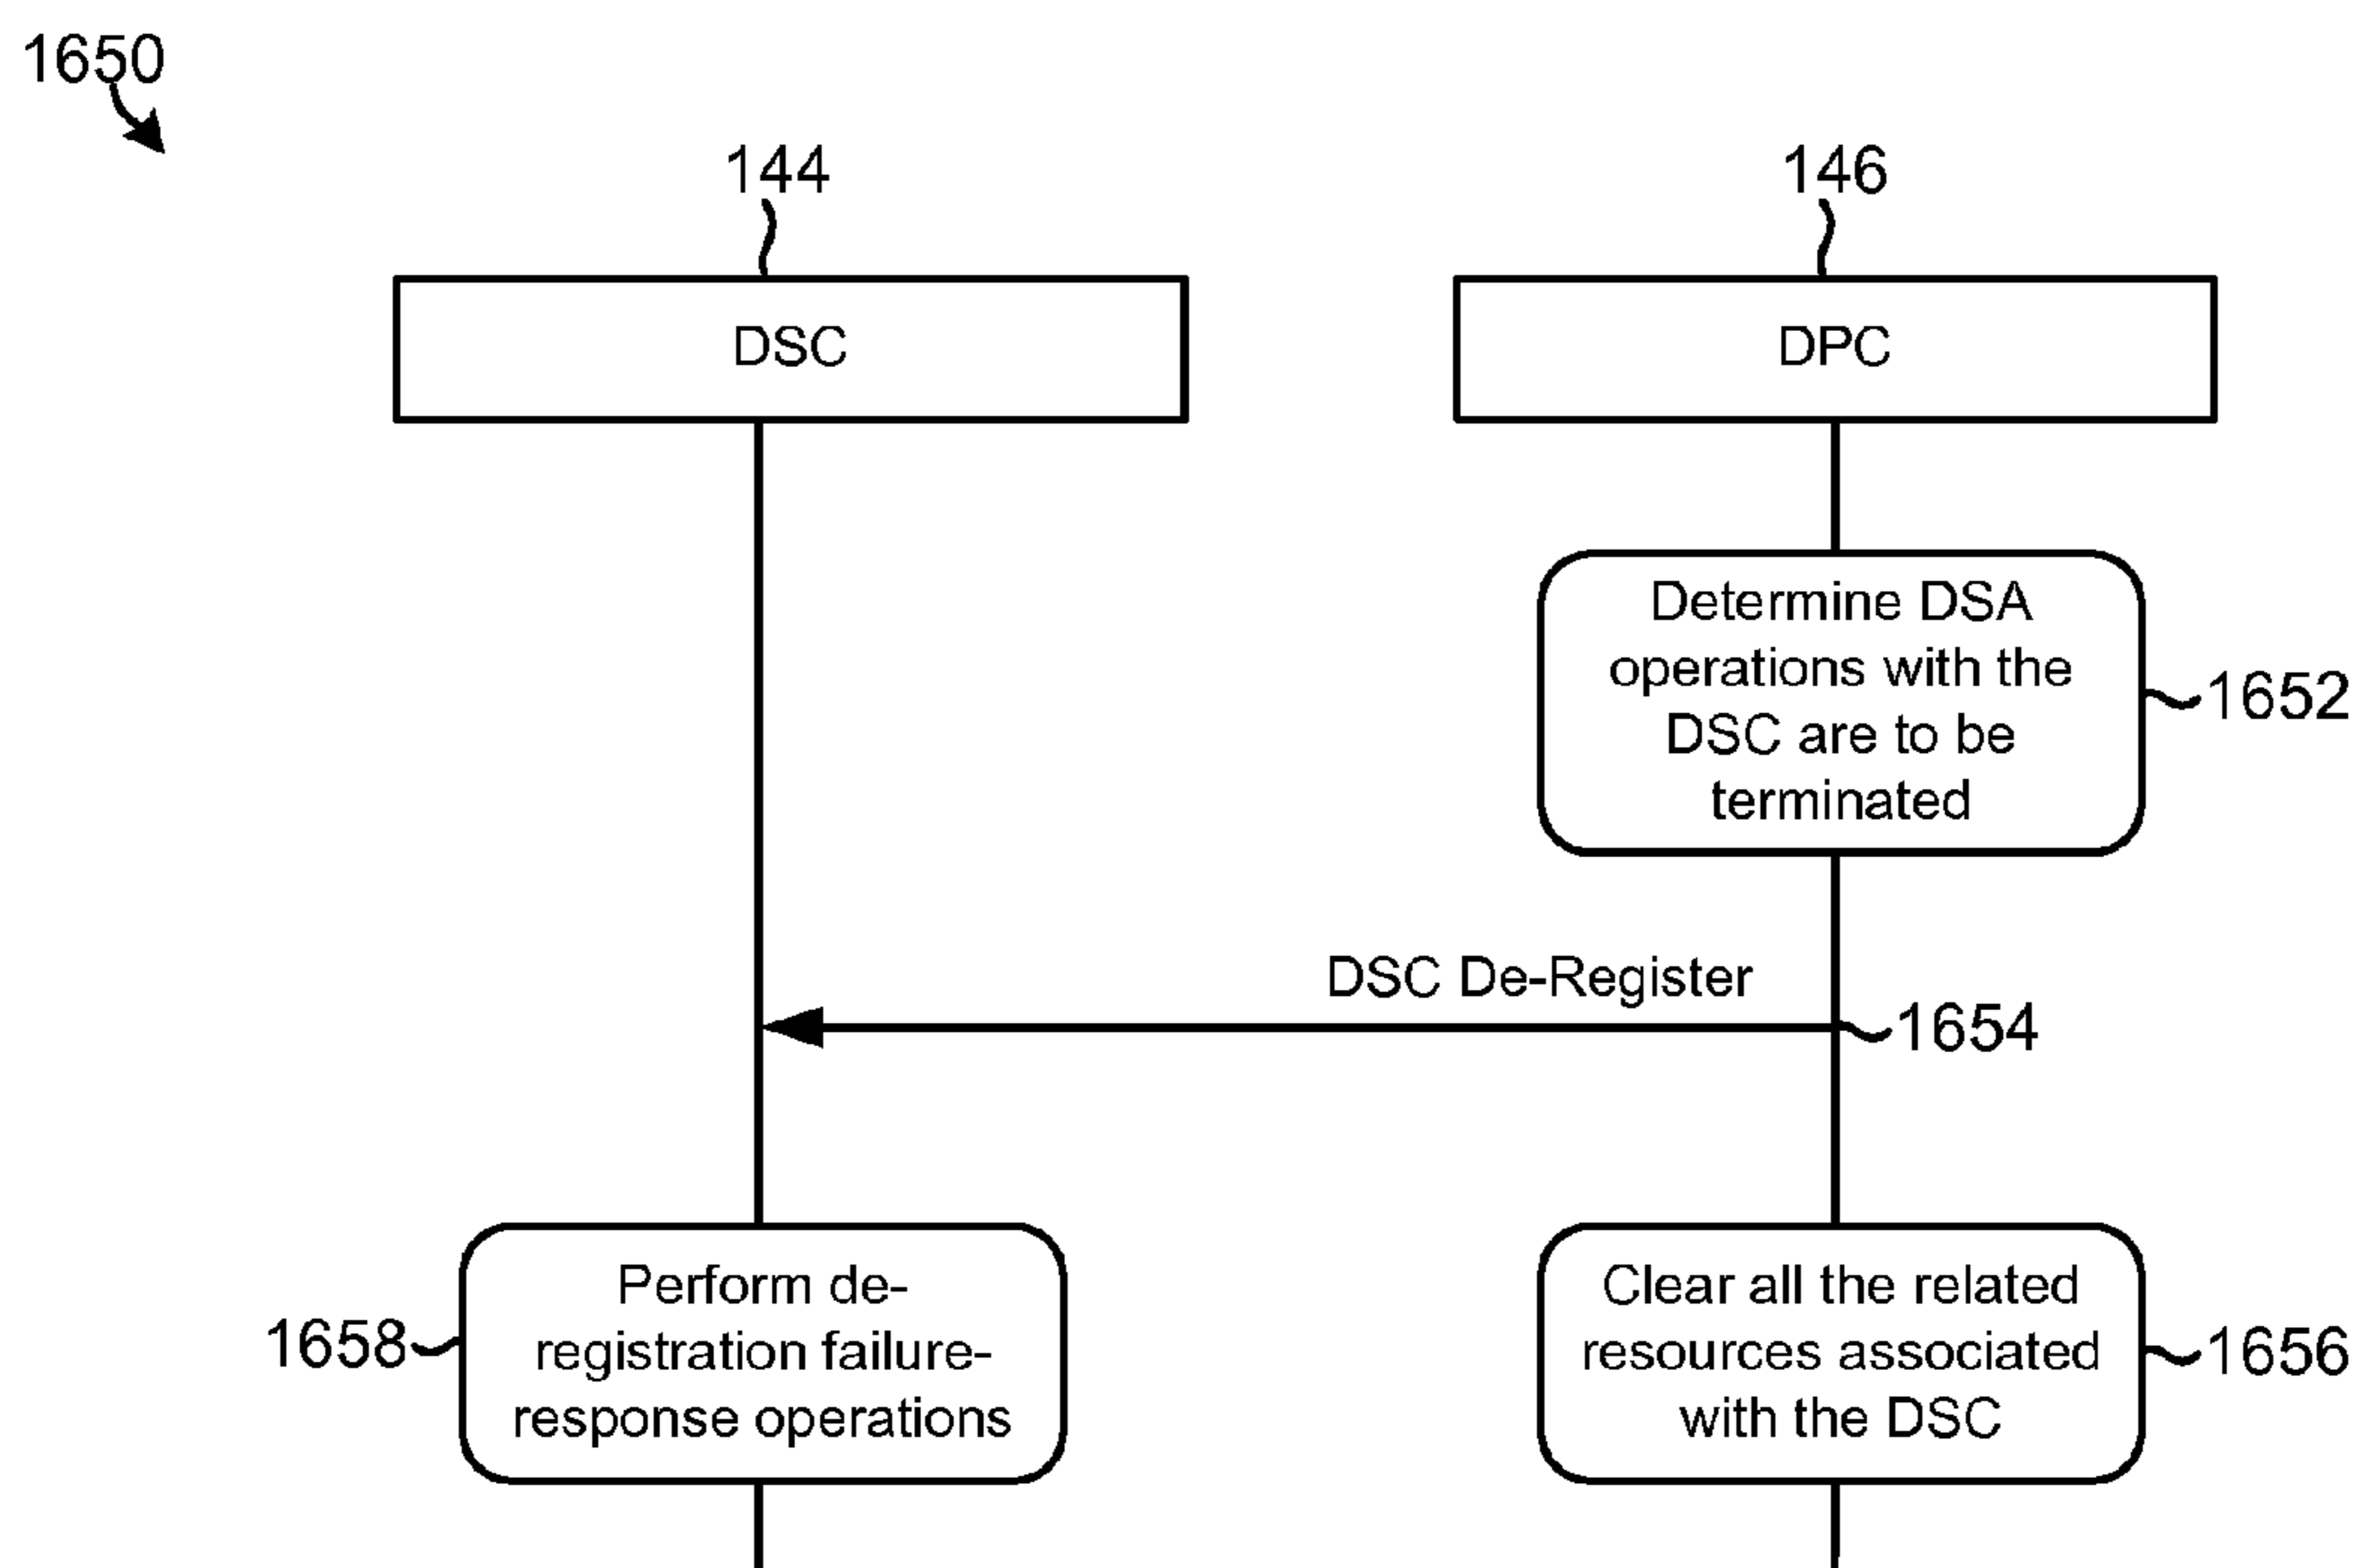 1650
144
146
DSC
DPC
Determine DSA
operations with the
DSC are to be
terminated
1652
DSC De-Register
1654
Perform de-
registration failure-
response operations
1658
Clear all the related
resources associated
with the DSC
1656